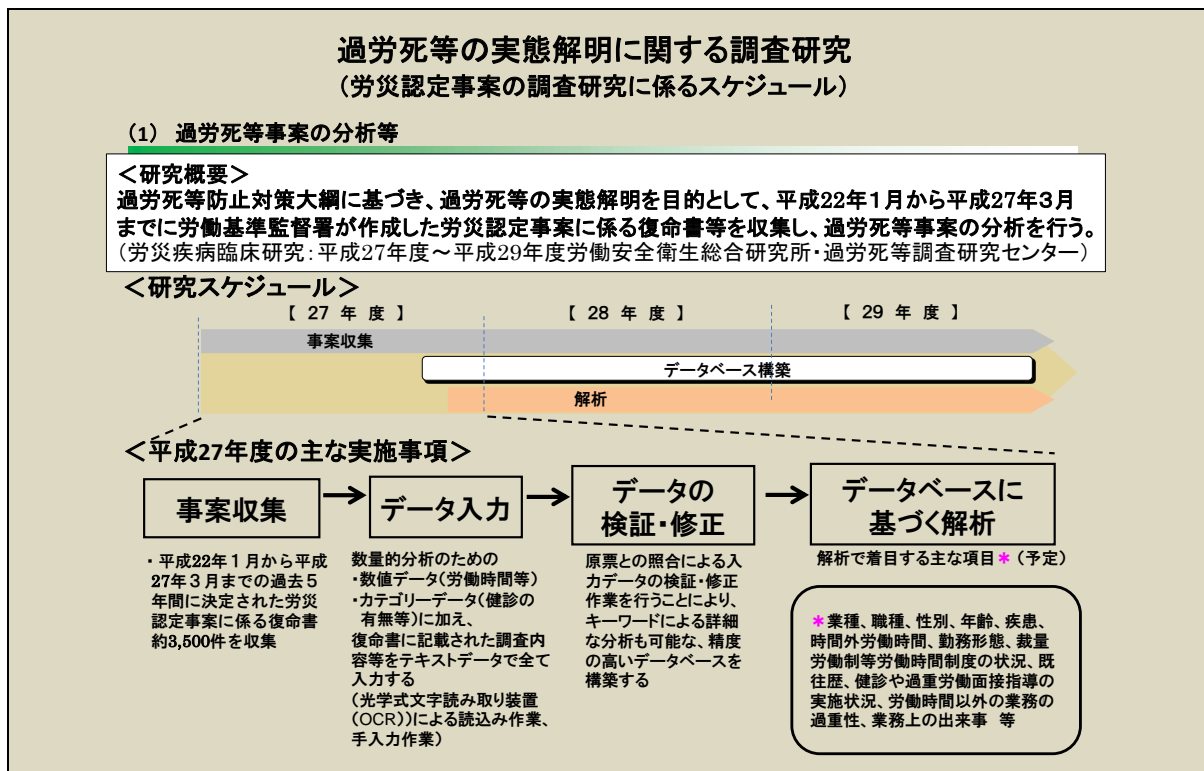 過労死等の実態解明に関する調査研究
(労災認定事案の調査研究に係るスケジュール)
(1) 過労死等事案の分析等
＜研究概要＞
過労死等防止対策大綱に基づき、過労死等の実態解明を目的として、平成22年１月から平成27年３月
までに労働基準監督署が作成した労災認定事案に係る復命書等を収集し、過労死等事案の分析を行う。
(労災疾病臨床研究：平成27年度～平成29年度労働安全衛生総合研究所・過労死等調査研究センター)
＜研究スケジュール＞
【 27 年 度 】 【 28 年 度 】 【 29 年 度 】
事案収集
データベース構築
解析
＜平成27年度の主な実施事項＞
事案収集
・平成22年１月から平成
27年３月までの過去５
年間に決定された労災
認定事案に係る復命書
約3,500件を収集
データ入力
数量的分析のための
・数値データ(労働時間等)
・カテゴリーデータ(健診の
有無等)に加え、
復命書に記載された調査内
容等をテキストデータで全て
入力する
(光学式文字読み取り装置
(OCR))による読込み作業、
手入力作業)
データの
検証・修正
原票との照合による入
力データの検証・修正
作業を行うことにより、
キーワードによる詳細
な分析も可能な、精度
の高いデータベースを
構築する
データベースに
基づく解析
解析で着目する主な項目＊(予定)
＊業種、職種、性別、年齢、疾患、
時間外労働時間、勤務形態、裁量
労働制等労働時間制度の状況、既
往歴、健診や過重労働面接指導の
実施状況、労働時間以外の業務の
過重性、業務上の出来事 等